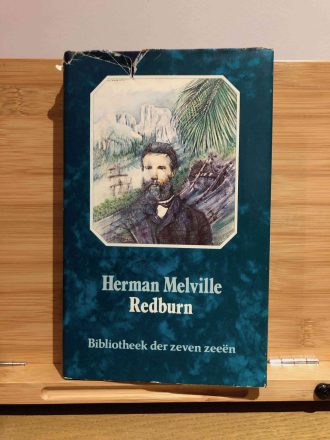 Herman Melville
Redburn
Bibliotheek der zeven zeeën